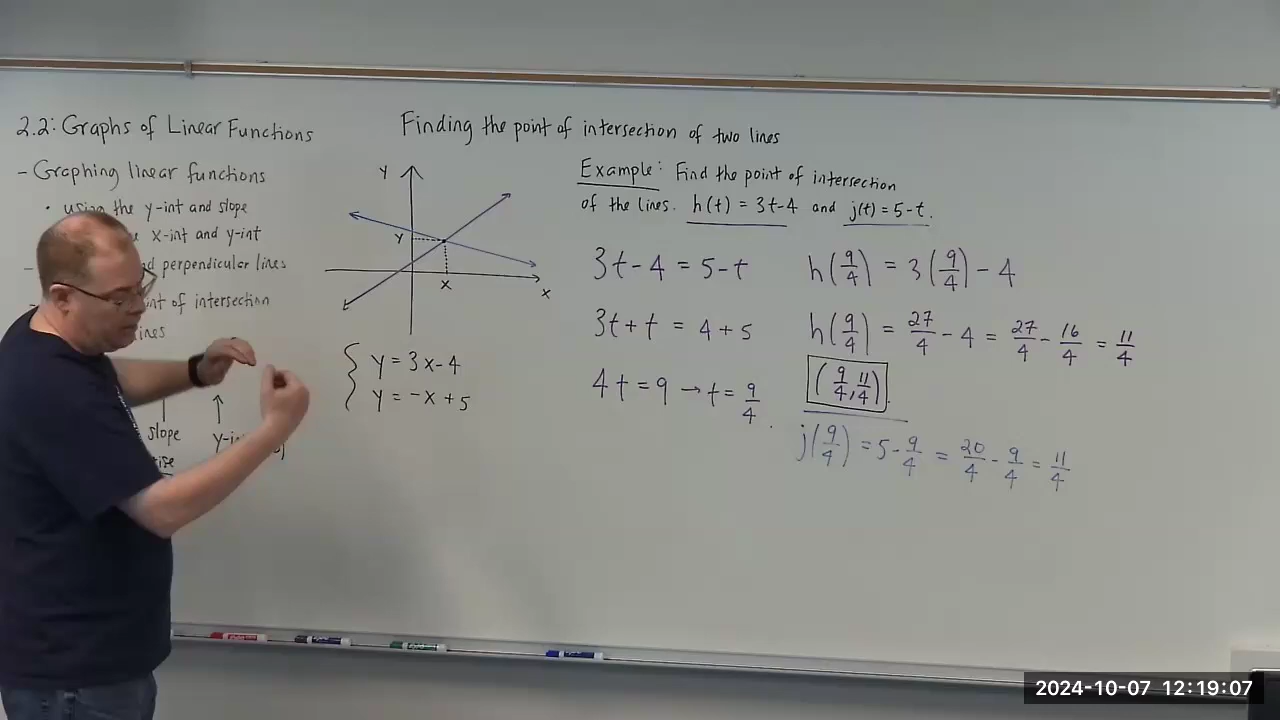 2.2: Graphs of Linear Functions
- Graphing linear functions
• using the y-int and slope
x-int and y-int
perpendicular lines
int of intersection
ines
slope
y-in
Finding the point of intersection of two lines
Y
Y
X
X
y = 3x-4
y = -x + 5
Example: Find the point of intersection
of the lines. h(t) = 3t-4 and j(t) = 5-t.
3t-4 = 5-t
3t+t = 4+5
4t = 9 → t = 9/4.
h(9/4) = 3(9/4) - 4
h(9/4) = 27/4 - 4 = 27/4 - 16/4 = 11/4
(9/4, 11/4)
j(9/4) = 5 - 9/4 = 20/4 - 9/4 = 11/4
2024-10-07 12:19:07